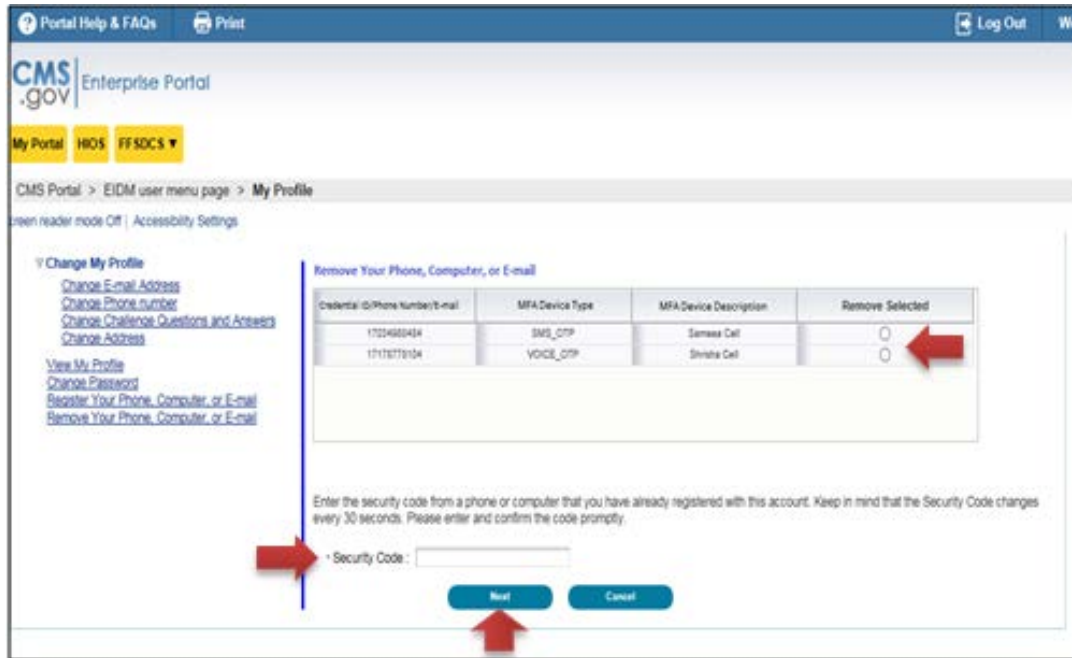 Portal Help & FAQs Print Log Out
CMS
.gov Enterprise Portal
My Portal HIOS FFSDCS ▼
CMS Portal > EIDM user menu page > My Profile
reen reader mode Off | Accessibility Settings
Change My Profile
Change E-mail Address
Change Phone number
Change Challenge Questions and Answers
Change Address
View My Profile
Change Password
Register Your Phone, Computer, or E-mail
Remove Your Phone, Computer, or E-mail
Remove Your Phone, Computer, or E-mail
Credential ID/Phone Number/E-mail MFA Device Type MFA Device Description Remove Selected
SMS_OTP Cell
VOICE_OTP Cell
Enter the security code from a phone or computer that you have already registered with this account. Keep in mind that the Security Code changes
every 30 seconds. Please enter and confirm the code promptly.
* Security Code :
Next Cancel